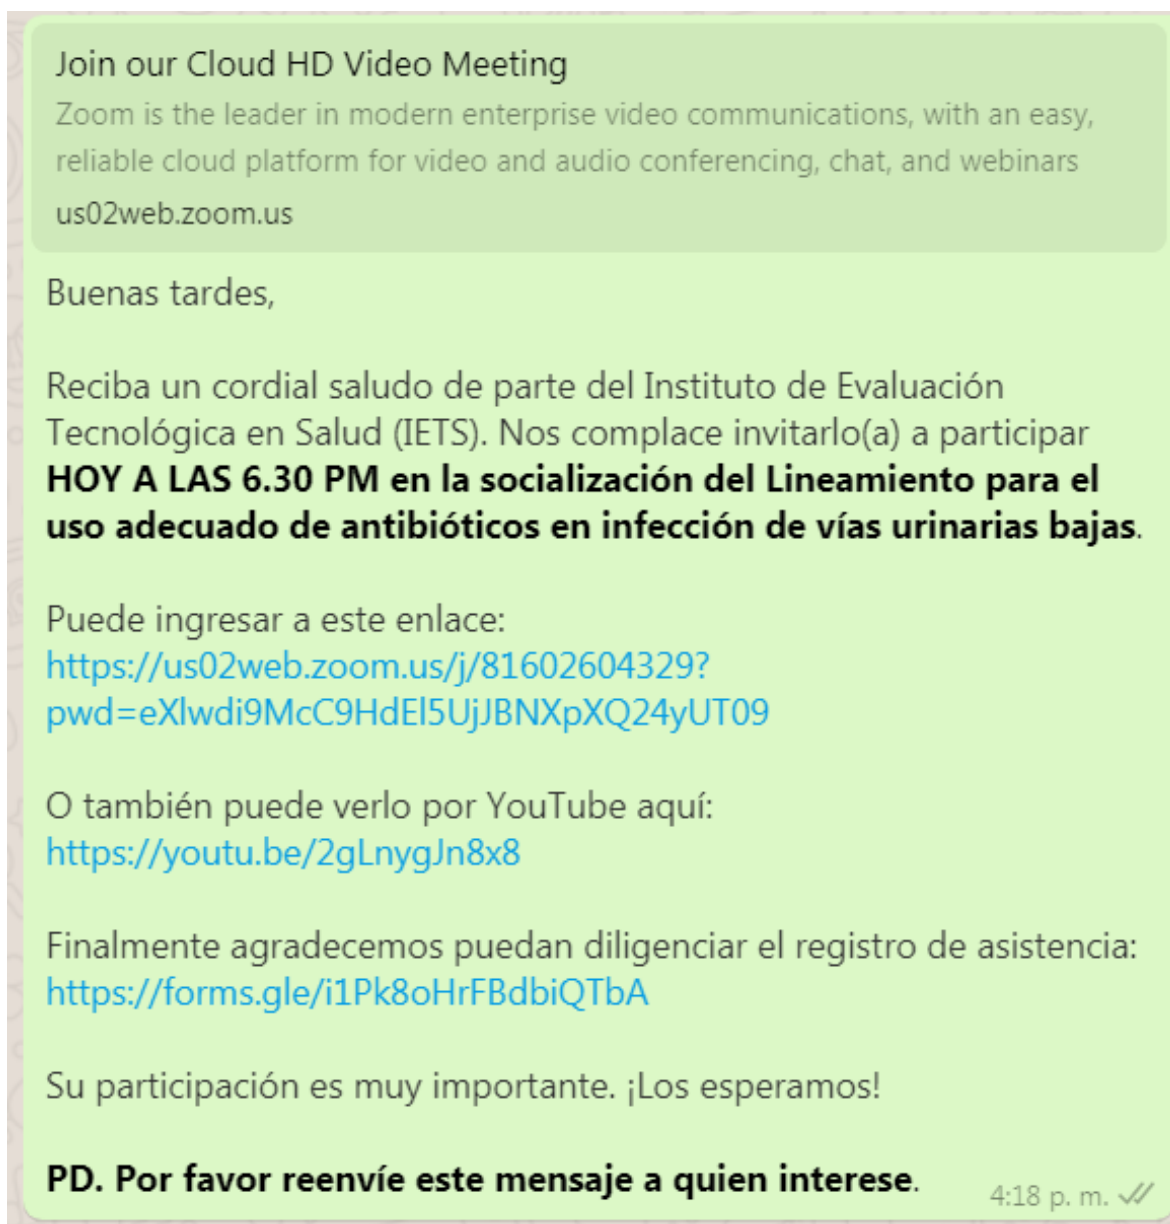 Join our Cloud HD Video Meeting
Zoom is the leader in modern enterprise video communications, with an easy,
reliable cloud platform for video and audio conferencing, chat, and webinars
us02web.zoom.us
Buenas tardes,
Reciba un cordial saludo de parte del Instituto de Evaluación
Tecnológica en Salud (IETS). Nos complace invitarlo(a) a participar
HOY A LAS 6.30 PM en la socialización del Lineamiento para el
uso adecuado de antibióticos en infección de vías urinarias bajas.
Puede ingresar a este enlace:
https://us02web.zoom.us/j/81602604329?
pwd=eXlwdi9McC9HdEl5UjJBNXpXQ24yUT09
O también puede verlo por YouTube aquí:
https://youtu.be/2gLnygJn8x8
Finalmente agradecemos puedan diligenciar el registro de asistencia:
https://forms.gle/i1Pk8oHrFBdbiQTbA
Su participación es muy importante. ¡Los esperamos!
PD. Por favor reenvíe este mensaje a quien interese.
4:18 p. m.